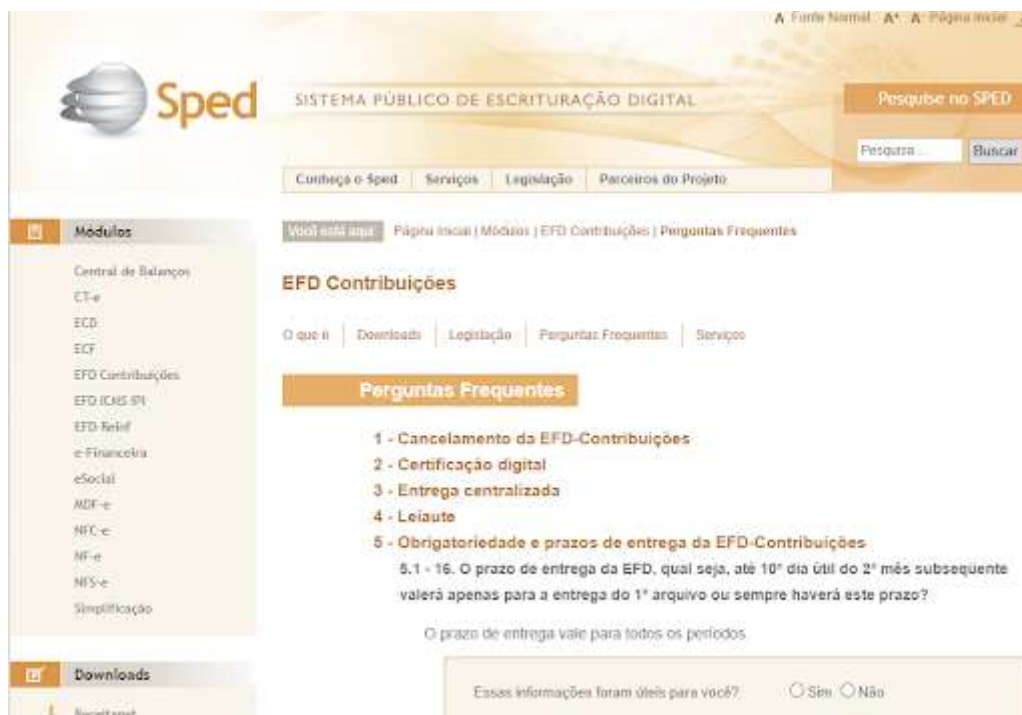 A Fonte Normal A+ A- Página Inicial
Sped
SISTEMA PÚBLICO DE ESCRITURAÇÃO DIGITAL
Pesquise no SPED
Pesquisa ... Buscar
Conheça o Sped Serviços Legislação Parceiros do Projeto
Módulos
Você está aqui: Página Inicial | Módulos | EFD Contribuições | Perguntas Frequentes
Central de Balanços
CT-e
ECD
ECF
EFD Contribuições
EFD ICMS IPI
EFD-Reinf
e-Financeira
eSocial
MDF-e
NFC-e
NF-e
NFS-e
Simplificação
EFD Contribuições
O que é Downloads Legislação Perguntas Frequentes Serviços
Perguntas Frequentes
1 - Cancelamento da EFD-Contribuições
2 - Certificação digital
3 - Entrega centralizada
4 - Leiaute
5 - Obrigatoriedade e prazos de entrega da EFD-Contribuições
5.1 - 16. O prazo de entrega da EFD, qual seja, até 10º dia útil do 2º mês subseqüente
valerá apenas para a entrega do 1º arquivo ou sempre haverá este prazo?
O prazo de entrega vale para todos os períodos
Essas informações foram úteis para você? Sim Não
Downloads
Receitanet